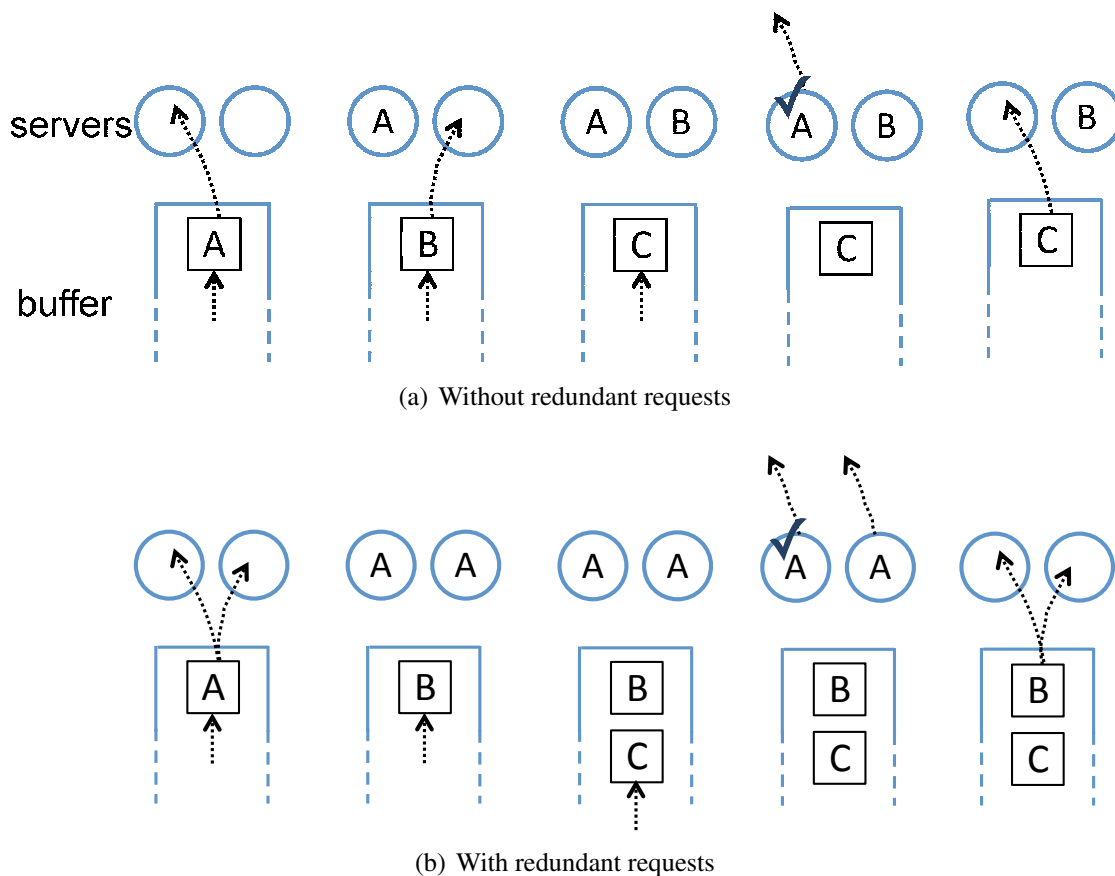 servers A B A B A B B
A B C C C
buffer
(a) Without redundant requests
A A A A A A
A B B B B
C C C
(b) With redundant requests